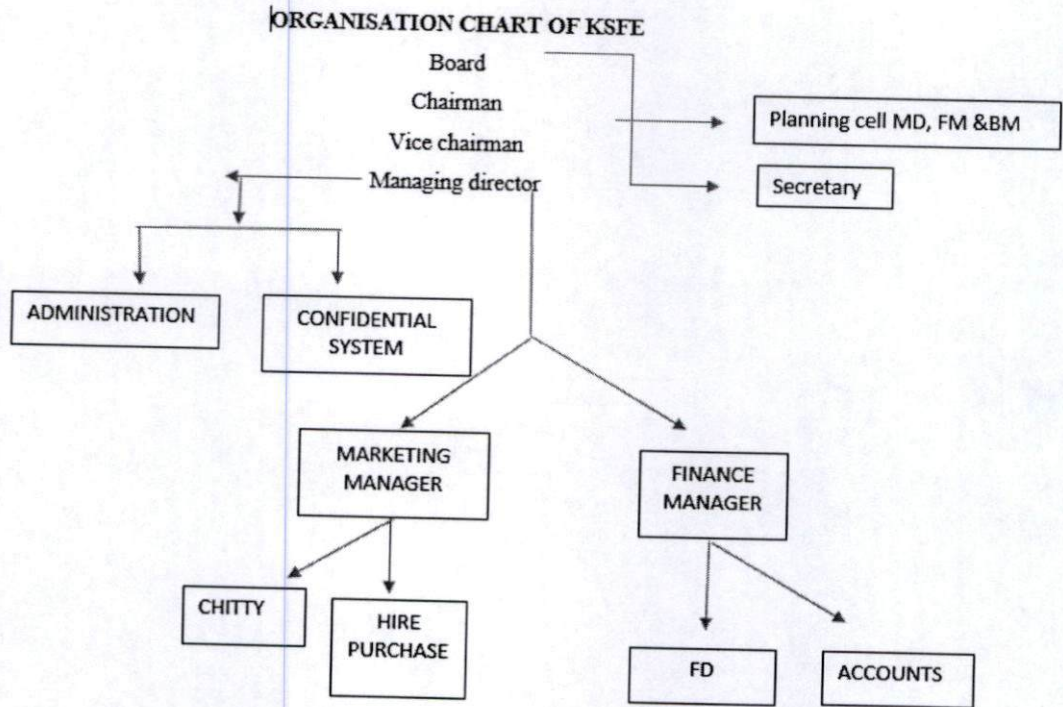 ORGANISATION CHART OF KSFE
Board
Chairman
Vice chairman
Managing director
Planning cell MD, FM &BM
Secretary
ADMINISTRATION
CONFIDENTIAL
SYSTEM
MARKETING
MANAGER
FINANCE
MANAGER
CHITTY
HIRE
PURCHASE
FD
ACCOUNTS